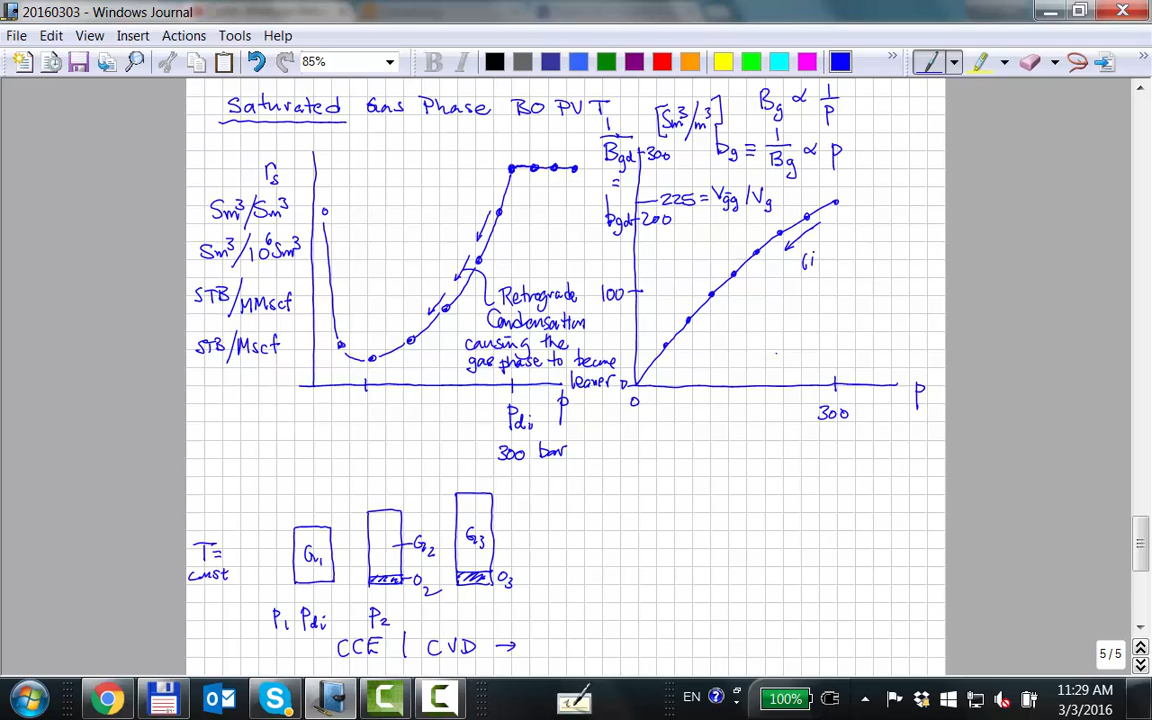 20160303 - Windows Journal
File Edit View Insert Actions Tools Help
85%
Saturated Gas Phase BO PVT
[Sm³/m³]
Bg ∝ 1/P
bg ≡ 1/Bg ∝ p
1/Bgd
=
bgd
300
225 = Vḡg/Vg
200
100
0
0
300
P
rs
Sm³/Sm³
Sm³/10⁶Sm³
STB/MMscf
STB/Mscf
Retrograde
Condensation
causing the
gas phase to become
leaner
Pdi
P
300 bar
T=
const
G1
G2
O2
G3
O3
P1 Pdi
P2
CCE | CVD →
5/5
EN
100%
11:29 AM
3/3/2016